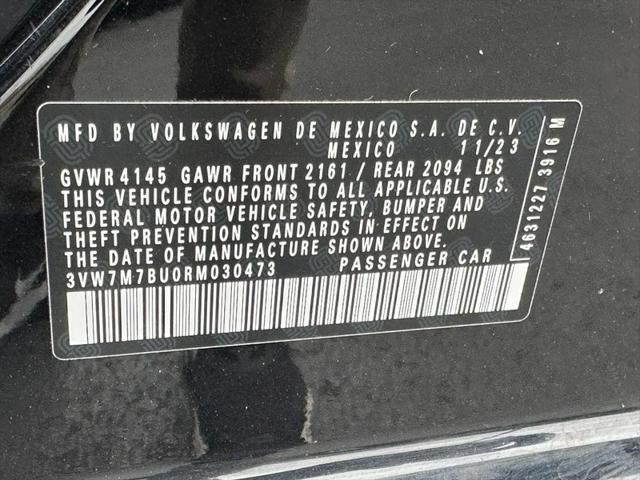 MFD BY VOLKSWAGEN DE MEXICO S.A. DE C.V.
MEXICO 11/23
GVWR 4145 GAWR FRONT 2161 / REAR 2094 LBS
THIS VEHICLE CONFORMS TO ALL APPLICABLE U.S.
FEDERAL MOTOR VEHICLE SAFETY, BUMPER AND
THEFT PREVENTION STANDARDS IN EFFECT ON
THE DATE OF MANUFACTURE SHOWN ABOVE.
3VW7M7BU0RM030473 PASSENGER CAR
4631227 3916 M